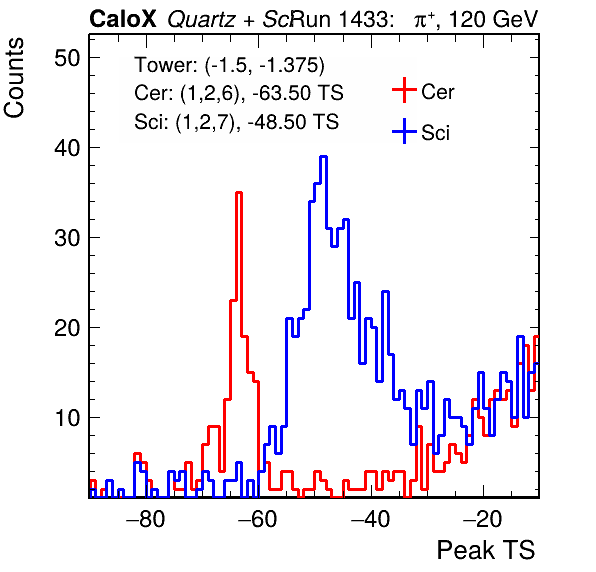 CaloX Quartz + ScRun 1433: π+, 120 GeV
Counts
50
Tower: (-1.5, -1.375)
Cer: (1,2,6), -63.50 TS
Cer
Sci: (1,2,7), -48.50 TS
Sci
40
30
20
10
−80 −60 −40 −20
Peak TS